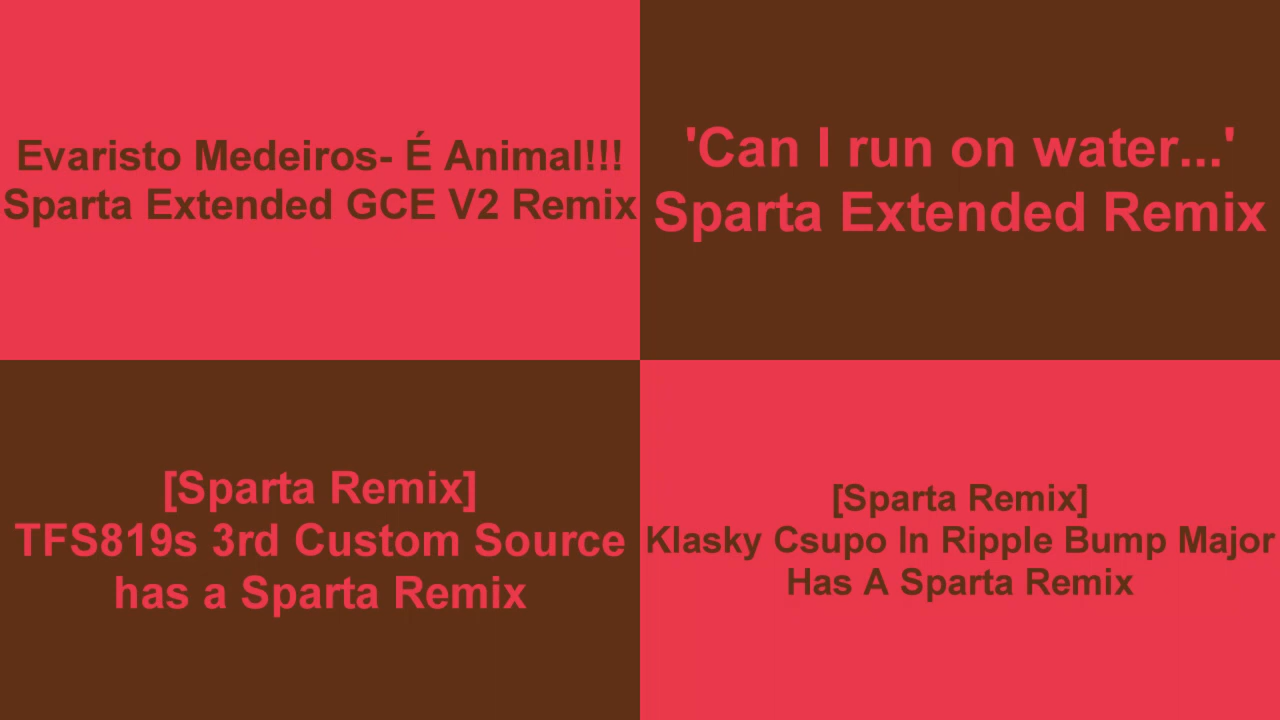 Evaristo Medeiros- É Animal!!!
Sparta Extended GCE V2 Remix
'Can I run on water...'
Sparta Extended Remix
[Sparta Remix]
TFS819s 3rd Custom Source
has a Sparta Remix
[Sparta Remix]
Klasky Csupo In Ripple Bump Major
Has A Sparta Remix